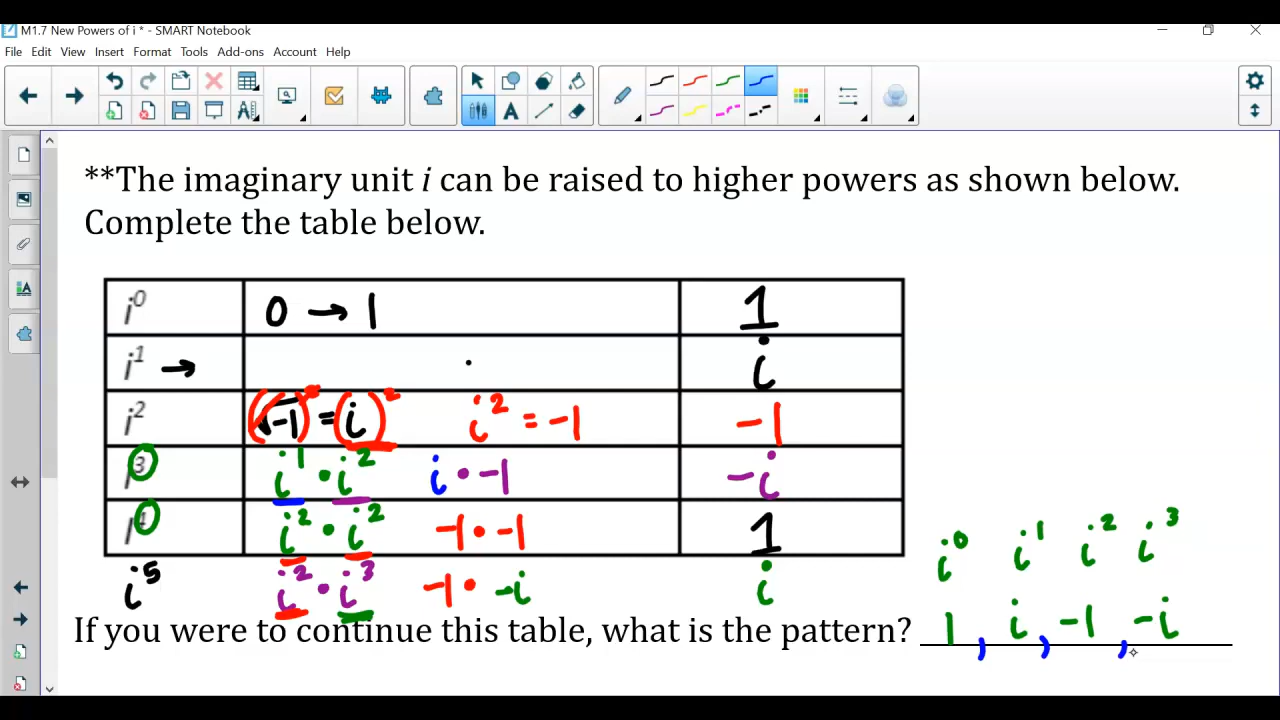 M1.7 New Powers of i * - SMART Notebook
File Edit View Insert Format Tools Add-ons Account Help
**The imaginary unit i can be raised to higher powers as shown below.
Complete the table below.
i⁰ 0 → 1 1
i¹ → · i
i² (√-1)² = (i)² i² = -1 -1
i³ i¹ · i² i · -1 -i
i⁴ i² · i² -1 · -1 1
i⁵ i² · i³ -1 · -i i
i⁰ i¹ i² i³
If you were to continue this table, what is the pattern? 1, i, -1, -i